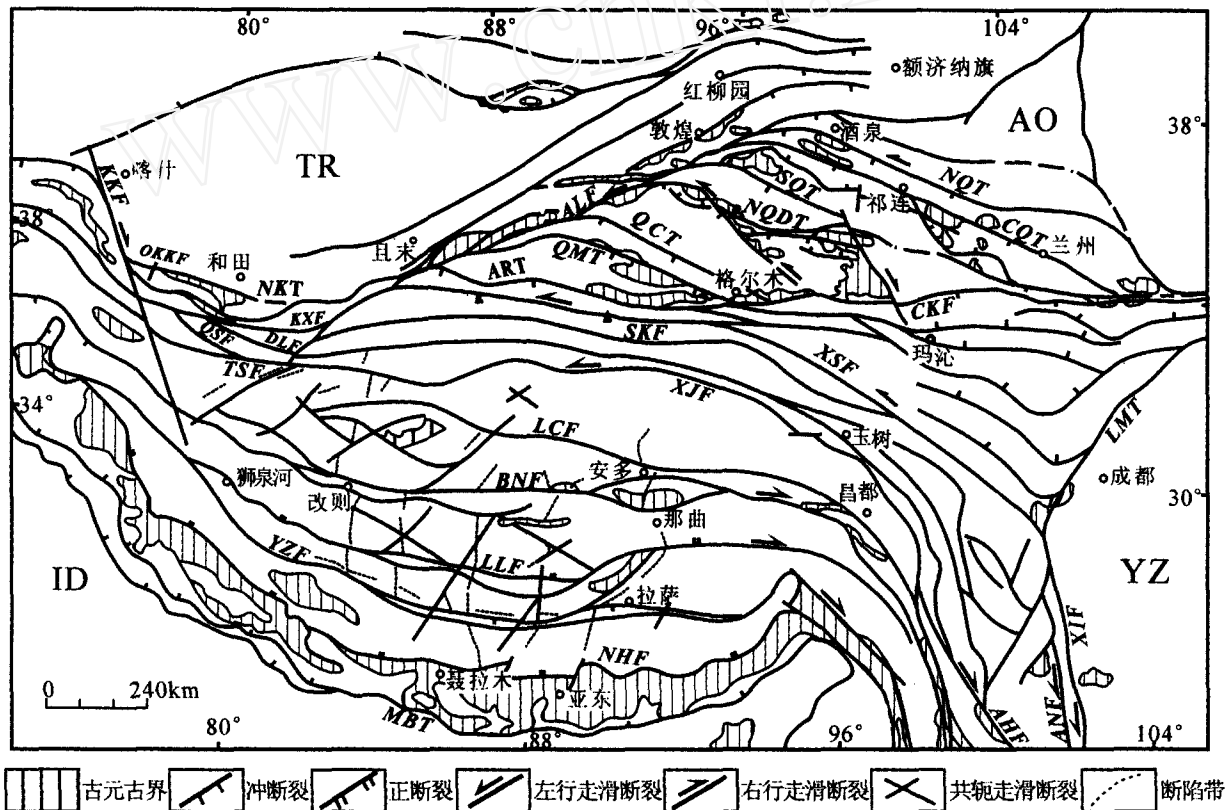 80°
88°
96°
104°
额济纳旗
红柳园
AO
敦煌
酒泉
38°
TR
喀什
KKF
SQT
NQT
祁连
38°
ALF
NQDT
CQT
兰州
QCT
且末
OKKF
和田
QMT
NKT
ART
格尔木
CKF
KXF
SKF
玛沁
QSF
DLF
TSF
XSF
XJF
34°
LCF
LMT
玉树
狮泉河
安多
成都
BNF
改则
昌都
30°
那曲
YZF
ID
LLF
YZ
拉萨
XJF
NHF
聂拉木
亚东
0 240km
MBT
AHF
ANF
80°
88°
96°
104°
古元古界
冲断裂
正断裂
左行走滑断裂
右行走滑断裂
共轭走滑断裂
断陷带